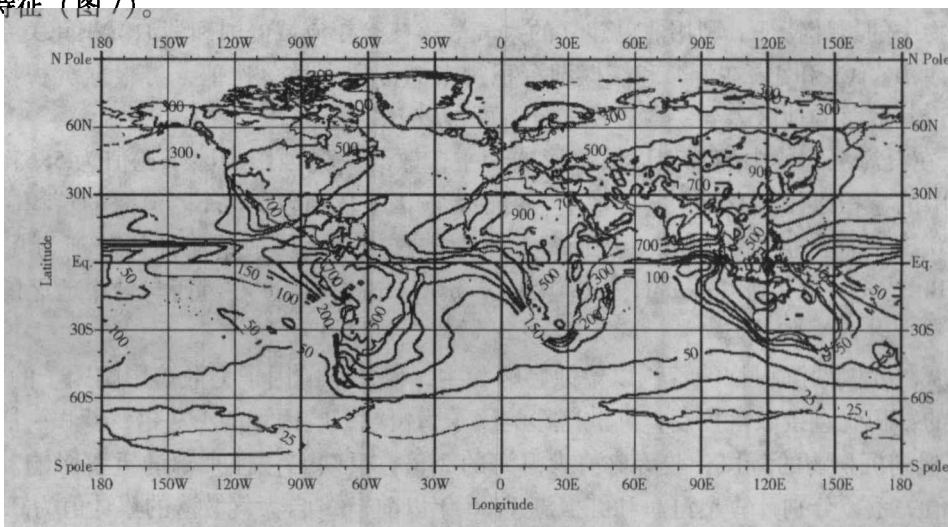 特征（图7）。
180 150W 120W 90W 60W 30W 0 30E 60E 90E 120E 150E 180
N Pole N Pole
300 300 300 300
60N 60N
300 500 500 900
700
30N 30N
700 900
500
700
Eq. Eq.
50 150 700 500 300 100 50
100
200 500 150 200
50
30S 30S
100 50 50 50
60S 60S
25 25 25
S pole S pole
180 150W 120W 90W 60W 30W 0 30E 60E 90E 120E 150E 180
Latitude
Longitude